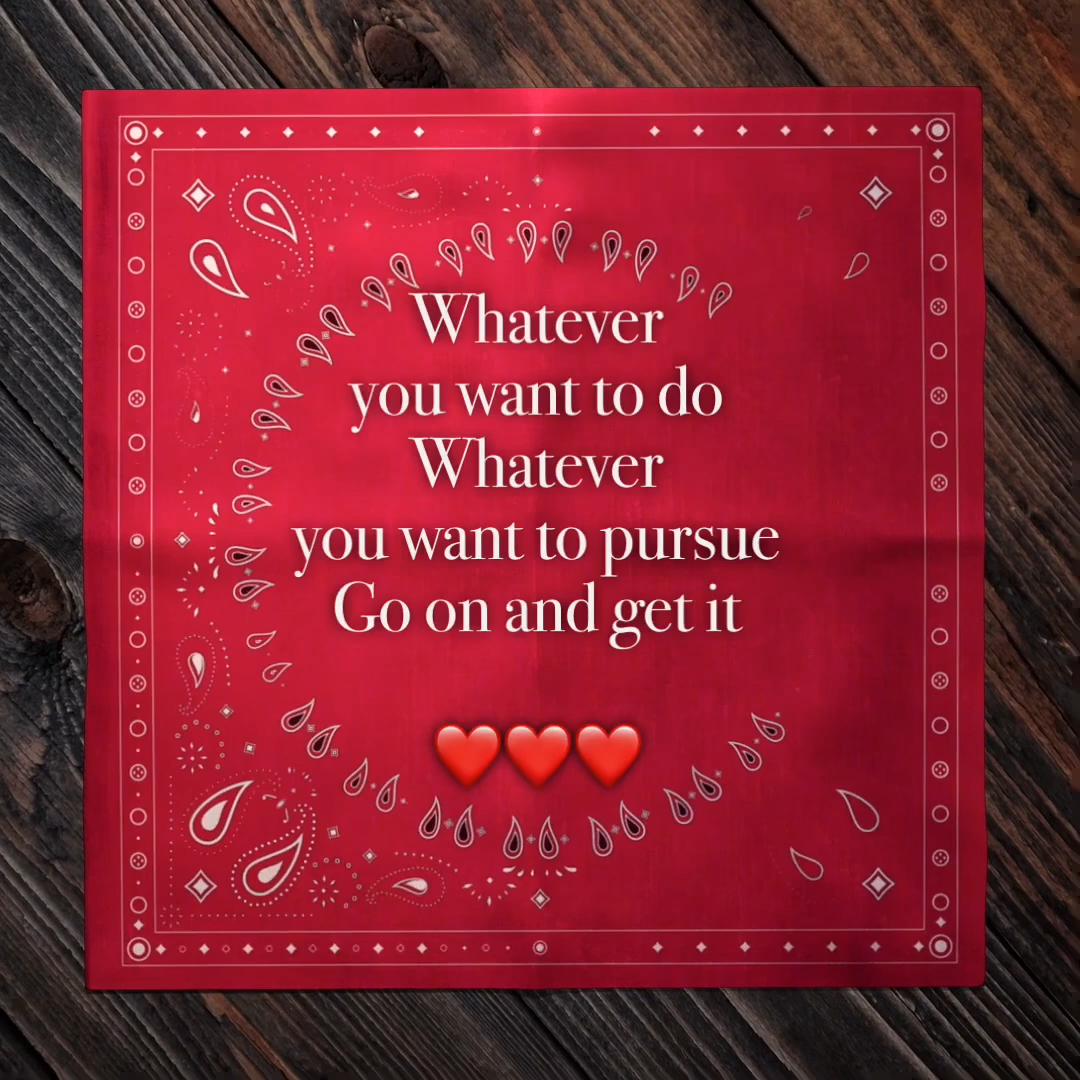 Whatever
you want to do
Whatever
you want to pursue
Go on and get it
❤️❤️❤️